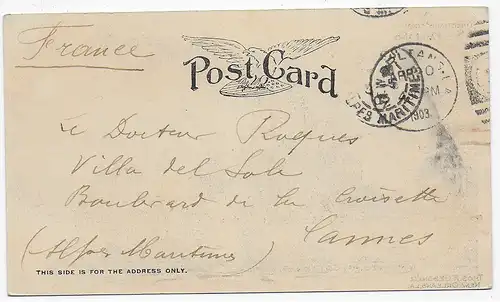 France
Post Card
ALPES MARITIMES
1903
Le Docteur Roques
Villa del Sole
Boulevard de la Croisette
Cannes
(Alpes Maritimes)
THIS SIDE IS FOR THE ADDRESS ONLY.